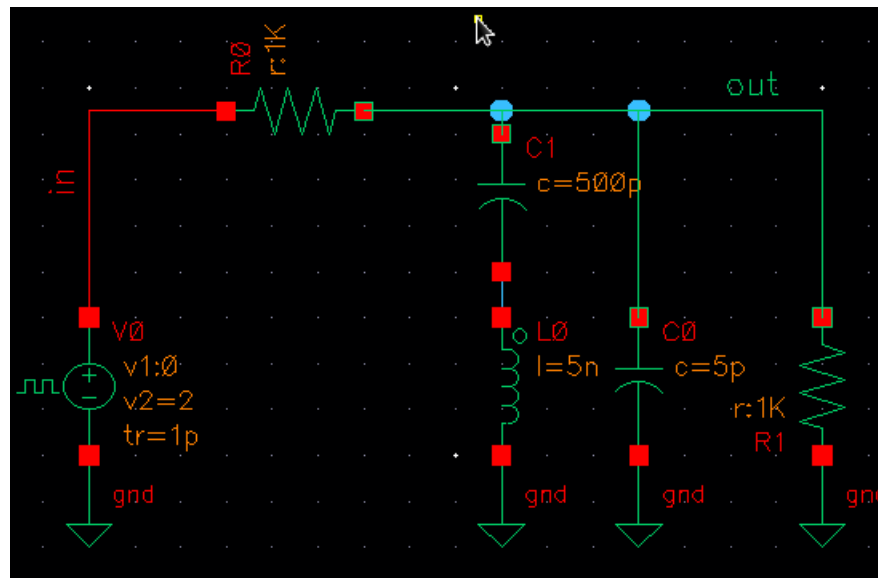 R0
r:1K
out
in
C1
c=500p
V0
v1:0
v2=2
tr=1p
L0
l=5n
C0
c=5p
r:1K
R1
gnd
gnd
gnd
gn